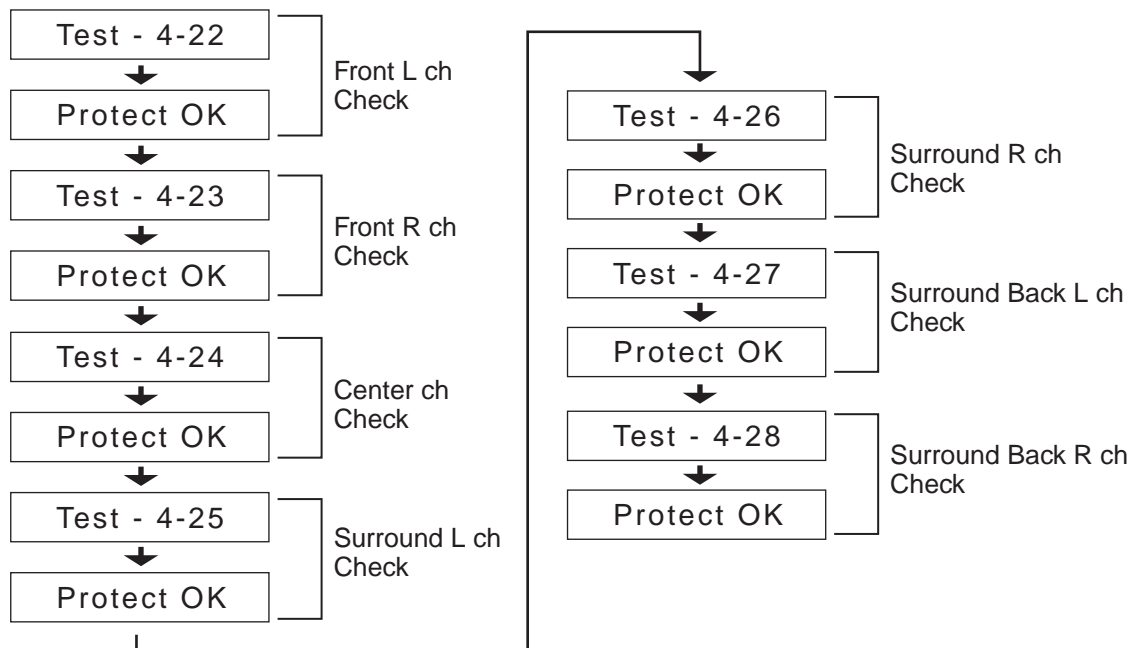 Test - 4-22
Front L ch
Check
Protect OK
Test - 4-23
Front R ch
Check
Protect OK
Test - 4-24
Center ch
Check
Protect OK
Test - 4-25
Surround L ch
Check
Protect OK
Test - 4-26
Surround R ch
Check
Protect OK
Test - 4-27
Surround Back L ch
Check
Protect OK
Test - 4-28
Surround Back R ch
Check
Protect OK